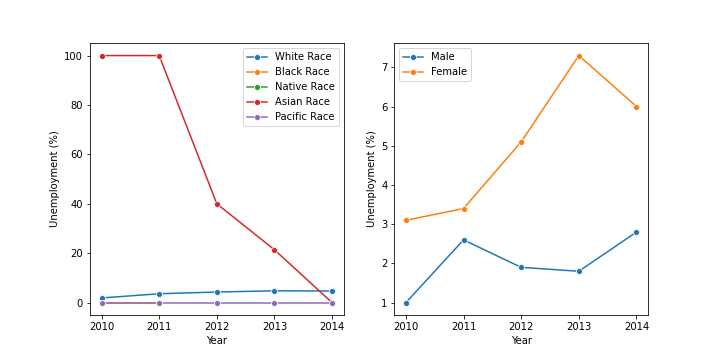 100
80
60
40
20
0
Unemployment (%)
2010 2011 2012 2013 2014
Year
White Race
Black Race
Native Race
Asian Race
Pacific Race
7
6
5
4
3
2
1
Unemployment (%)
2010 2011 2012 2013 2014
Year
Male
Female